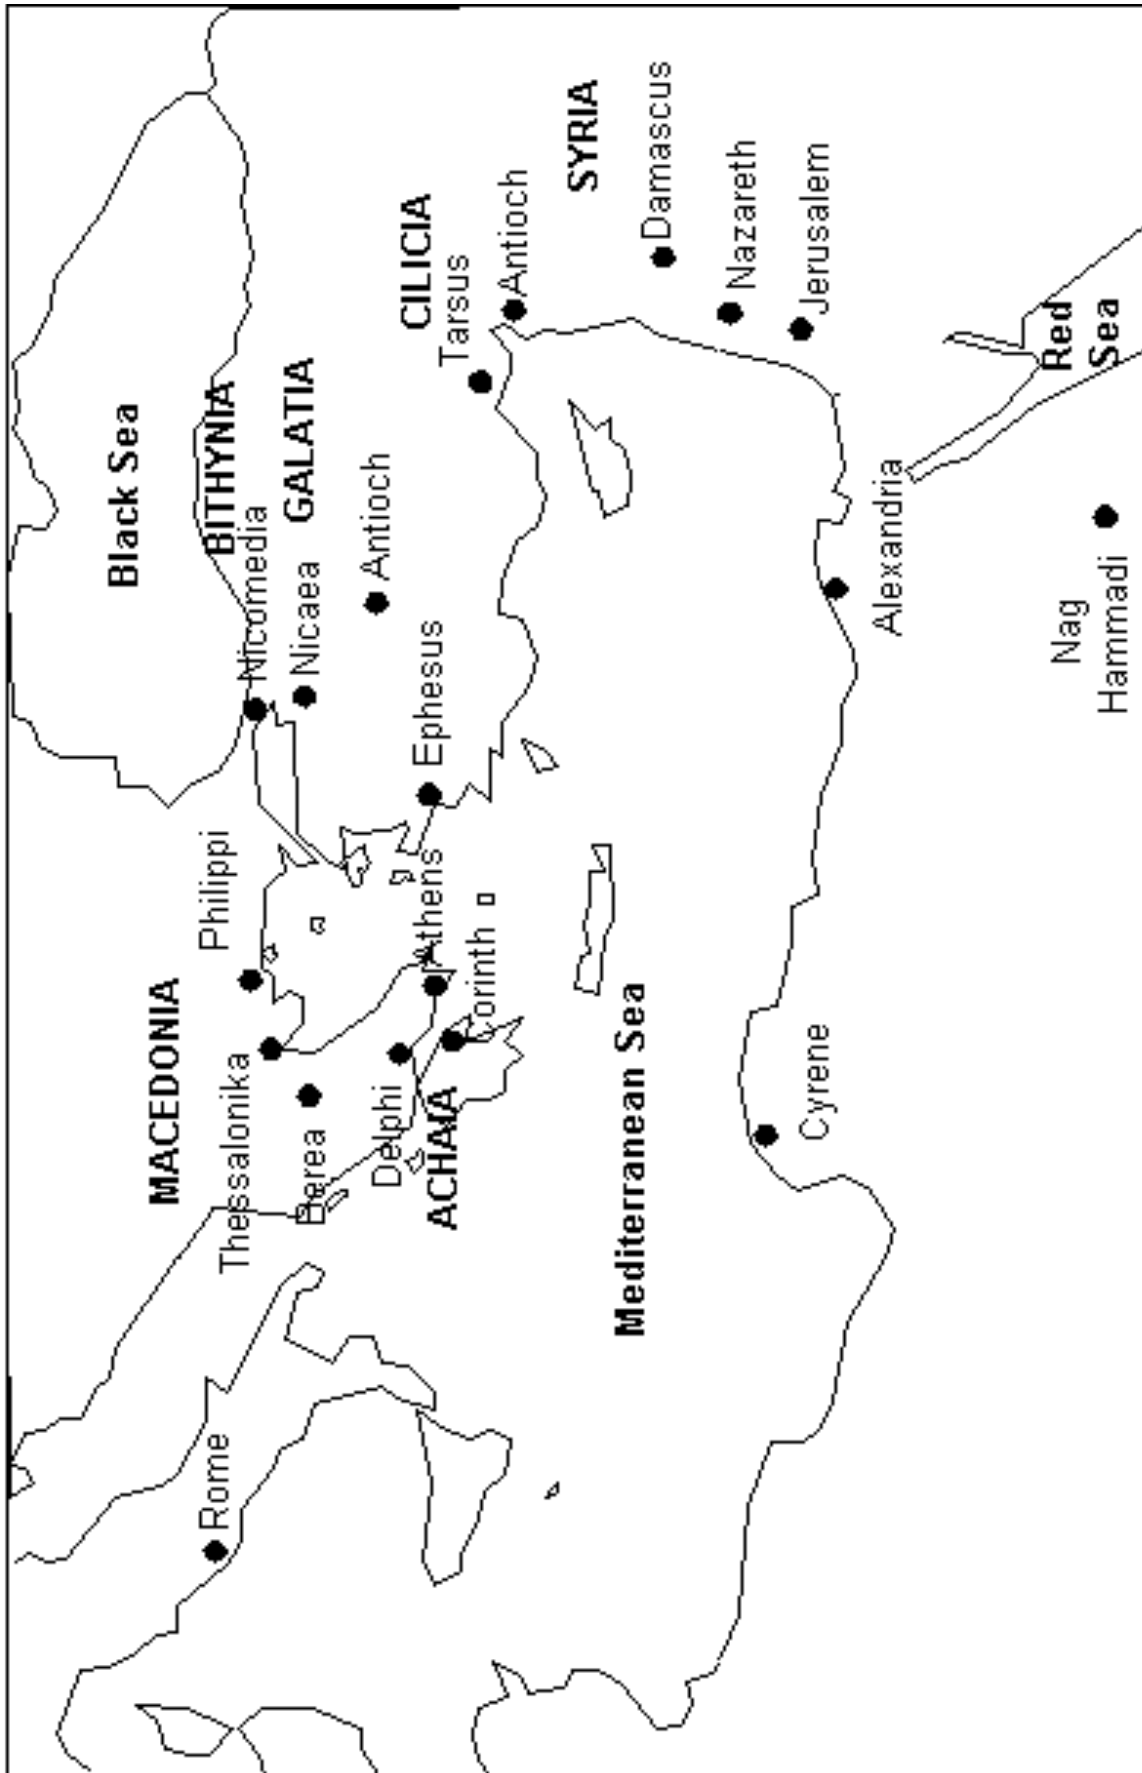 Black Sea
MACEDONIA
BITHYNIA
Rome
Philippi
Thessalonika
Nicomedia
GALATIA
Nicaea
Berea
Antioch
CILICIA
Tarsus
Delphi
ACHAIA
Athens
Ephesus
Corinth
Antioch
SYRIA
Mediterranean Sea
Damascus
Nazareth
Cyrene
Jerusalem
Alexandria
Red
Sea
Nag
Hammadi